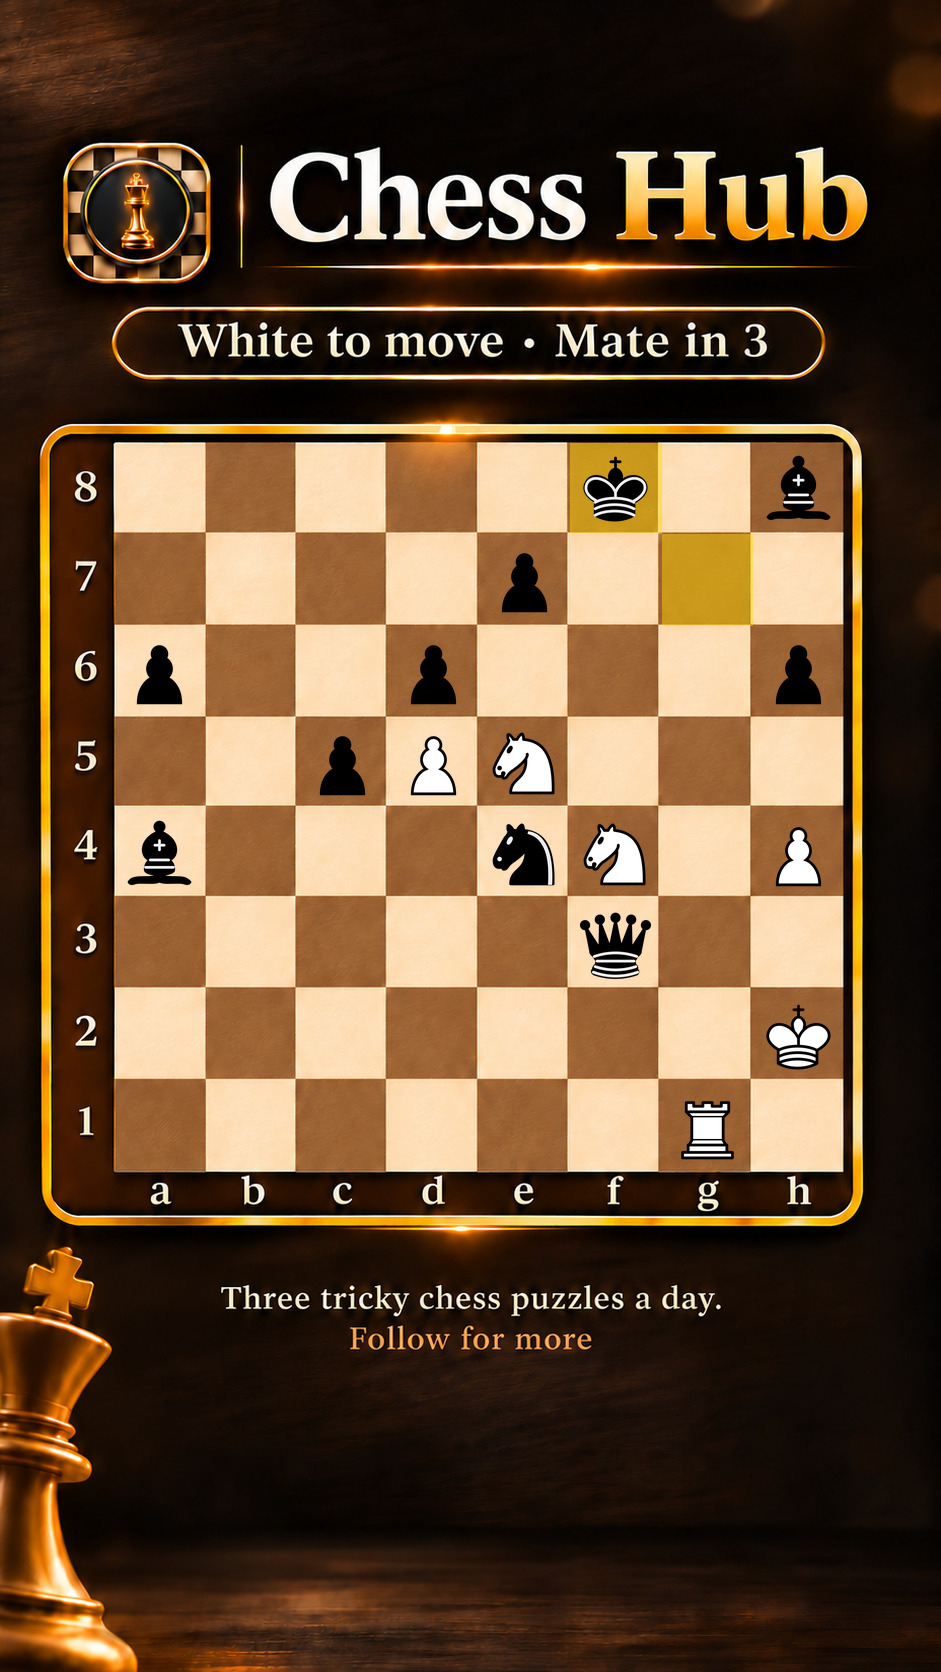 Chess Hub
White to move • Mate in 3
8
7
6
5
4
3
2
1
a b c d e f g h
Three tricky chess puzzles a day.
Follow for more